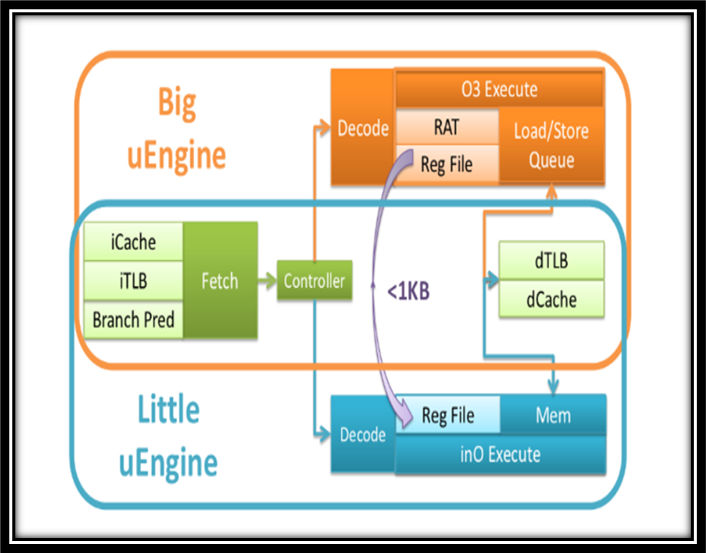 Big
uEngine
Decode
O3 Execute
RAT
Reg File
Load/Store
Queue
iCache
iTLB
Branch Pred
Fetch
Controller
<1KB
dTLB
dCache
Little
uEngine
Decode
Reg File
Mem
inO Execute